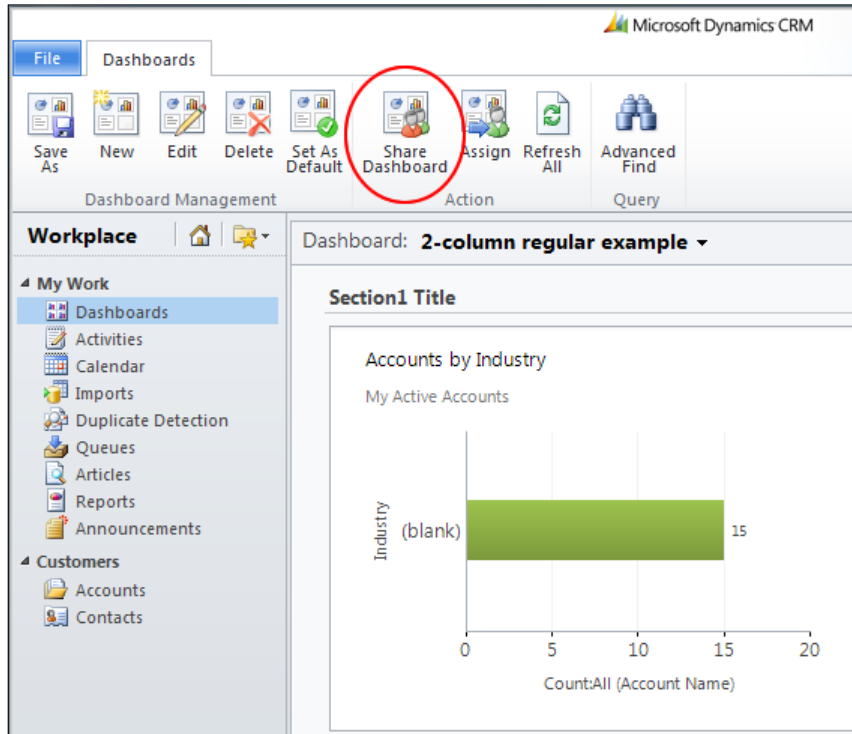 Microsoft Dynamics CRM
File Dashboards
Save As New Edit Delete Set As Default Share Dashboard Assign Refresh All Advanced Find
Dashboard Management Action Query
Workplace
Dashboard: 2-column regular example
My Work
Dashboards
Activities
Calendar
Imports
Duplicate Detection
Queues
Articles
Reports
Announcements
Customers
Accounts
Contacts
Section1 Title
Accounts by Industry
My Active Accounts
Industry
(blank) 15
0 5 10 15 20
Count:All (Account Name)